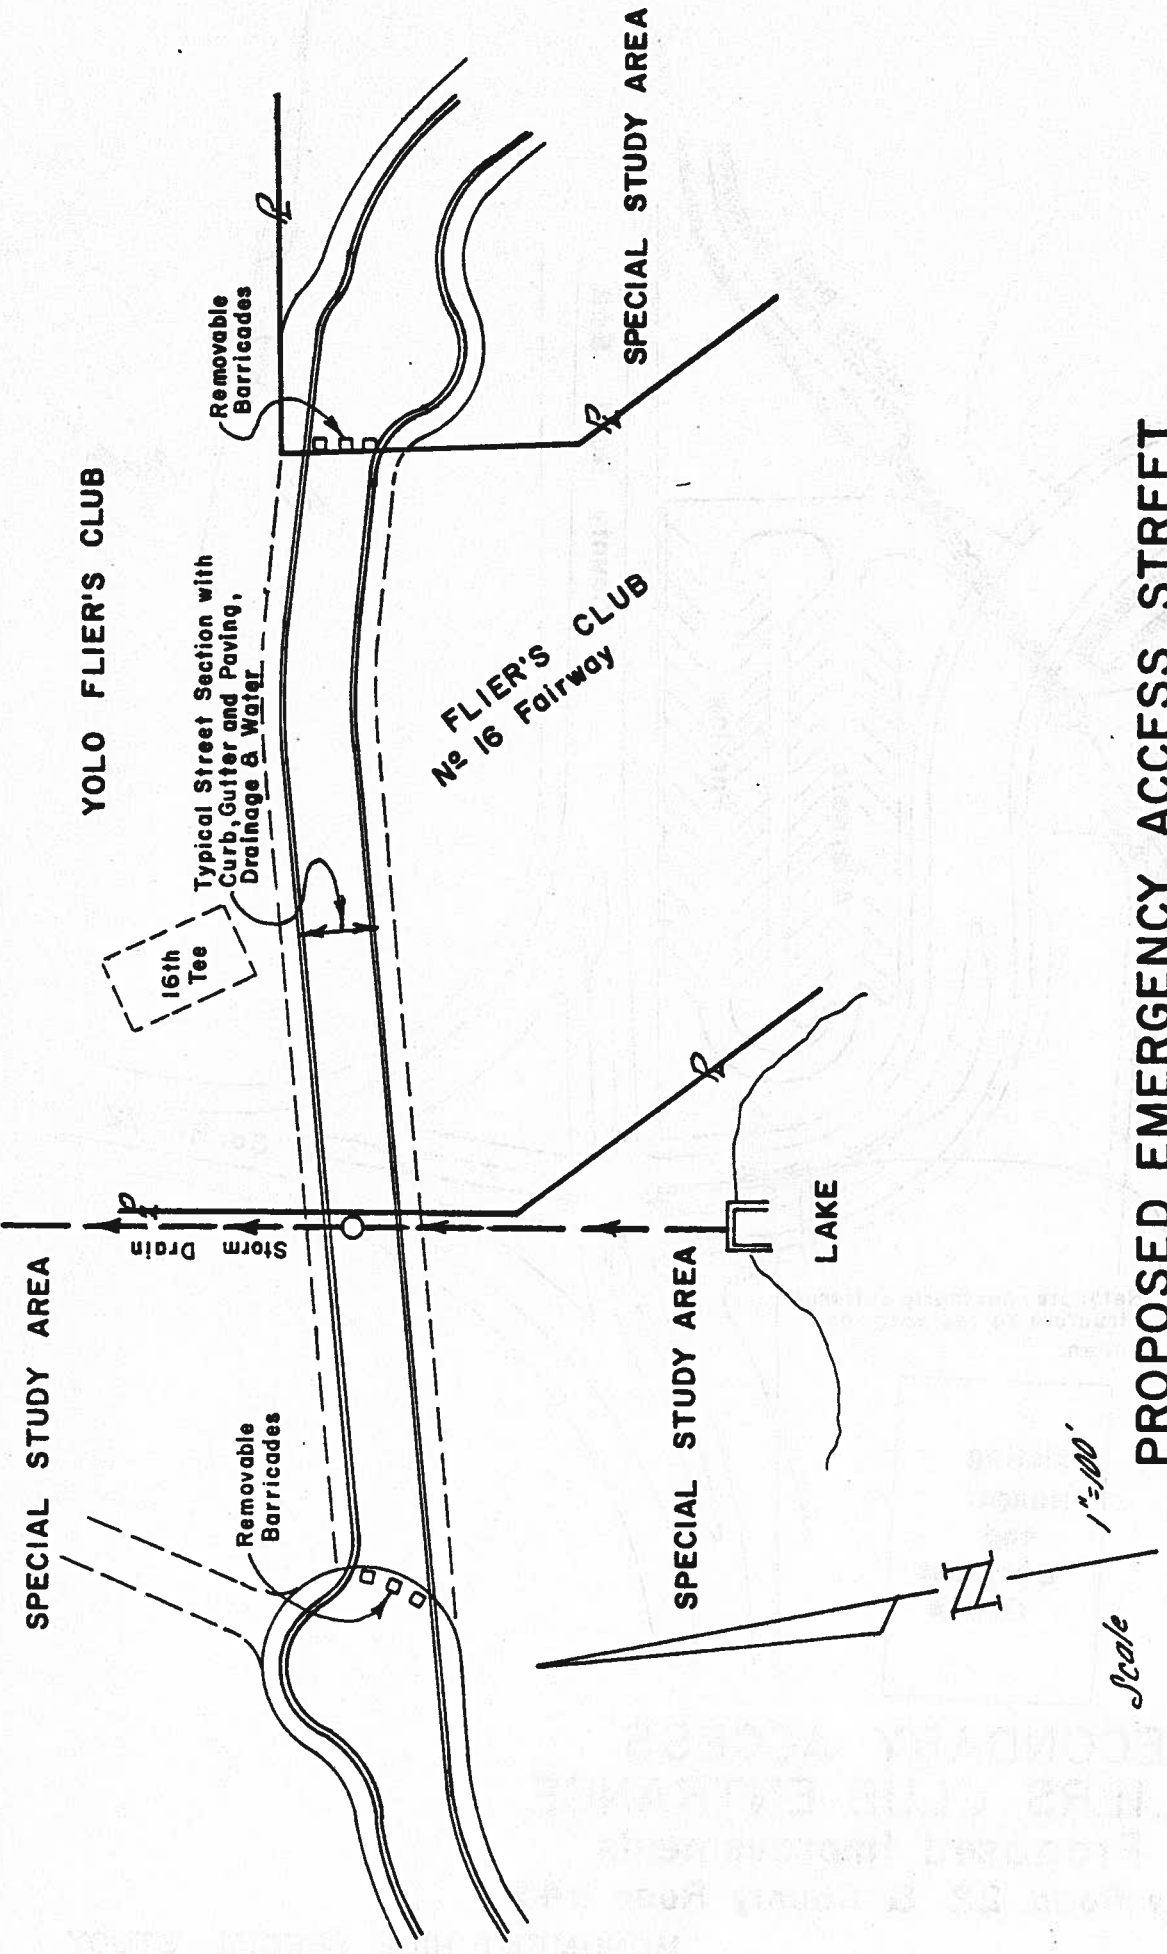 SPECIAL STUDY AREA
YOLO FLIER'S CLUB
Storm Drain
16th
Tee
Typical Street Section with
Curb, Gutter and Paving,
Drainage & Water
Removable
Barricades
Removable
Barricades
FLIER'S CLUB
Nº 16 Fairway
SPECIAL STUDY AREA
SPECIAL STUDY AREA
LAKE
N
Scale 1"=100'
PROPOSED EMERGENCY ACCESS STREET